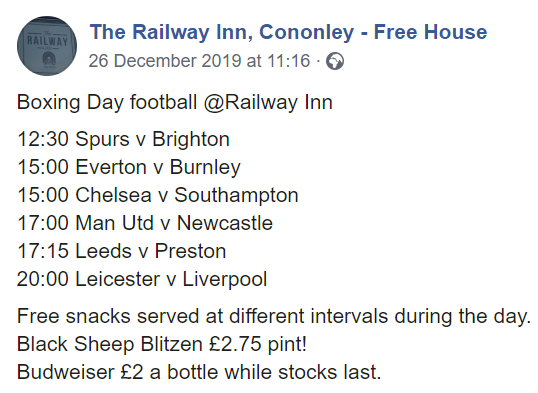 The Railway Inn, Cononley - Free House
26 December 2019 at 11:16 ·
RAILWAY
Boxing Day football @Railway Inn
12:30 Spurs v Brighton
15:00 Everton v Burnley
15:00 Chelsea v Southampton
17:00 Man Utd v Newcastle
17:15 Leeds v Preston
20:00 Leicester v Liverpool
Free snacks served at different intervals during the day.
Black Sheep Blitzen £2.75 pint!
Budweiser £2 a bottle while stocks last.